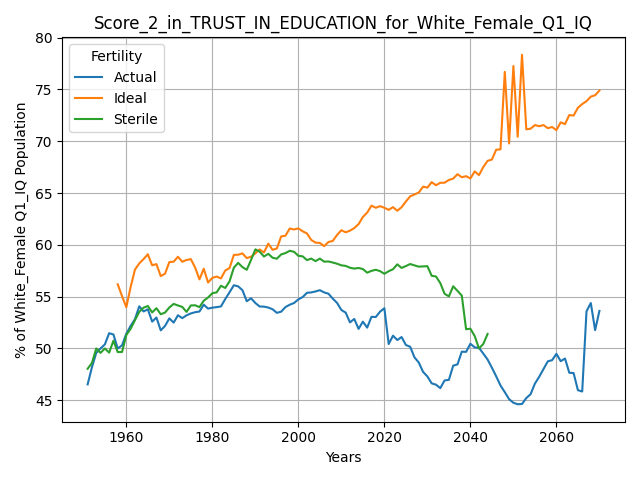 Score_2_in_TRUST_IN_EDUCATION_for_White_Female_Q1_IQ
Fertility
Actual
Ideal
Sterile
% of White_Female Q1_IQ Population
80
75
70
65
60
55
50
45
1960
1980
2000
2020
2040
2060
Years